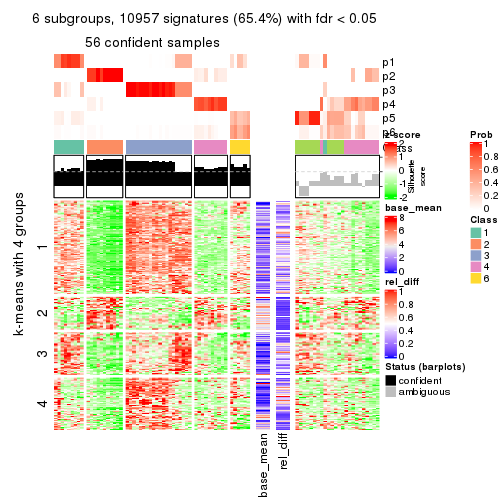 6 subgroups, 10957 signatures (65.4%) with fdr < 0.05
56 confident samples
p1
p2
p3
p4
p5
p6
Class
Silhouette
score
k-means with 4 groups
1
2
3
4
base_mean
rel_diff
z-score
2
1
0
-1
-2
base_mean
8
6
4
2
0
rel_diff
1
0.8
0.6
0.4
0.2
0
Status (barplots)
confident
ambiguous
Prob
1
0.8
0.6
0.4
0.2
0
Class
1
2
3
4
6